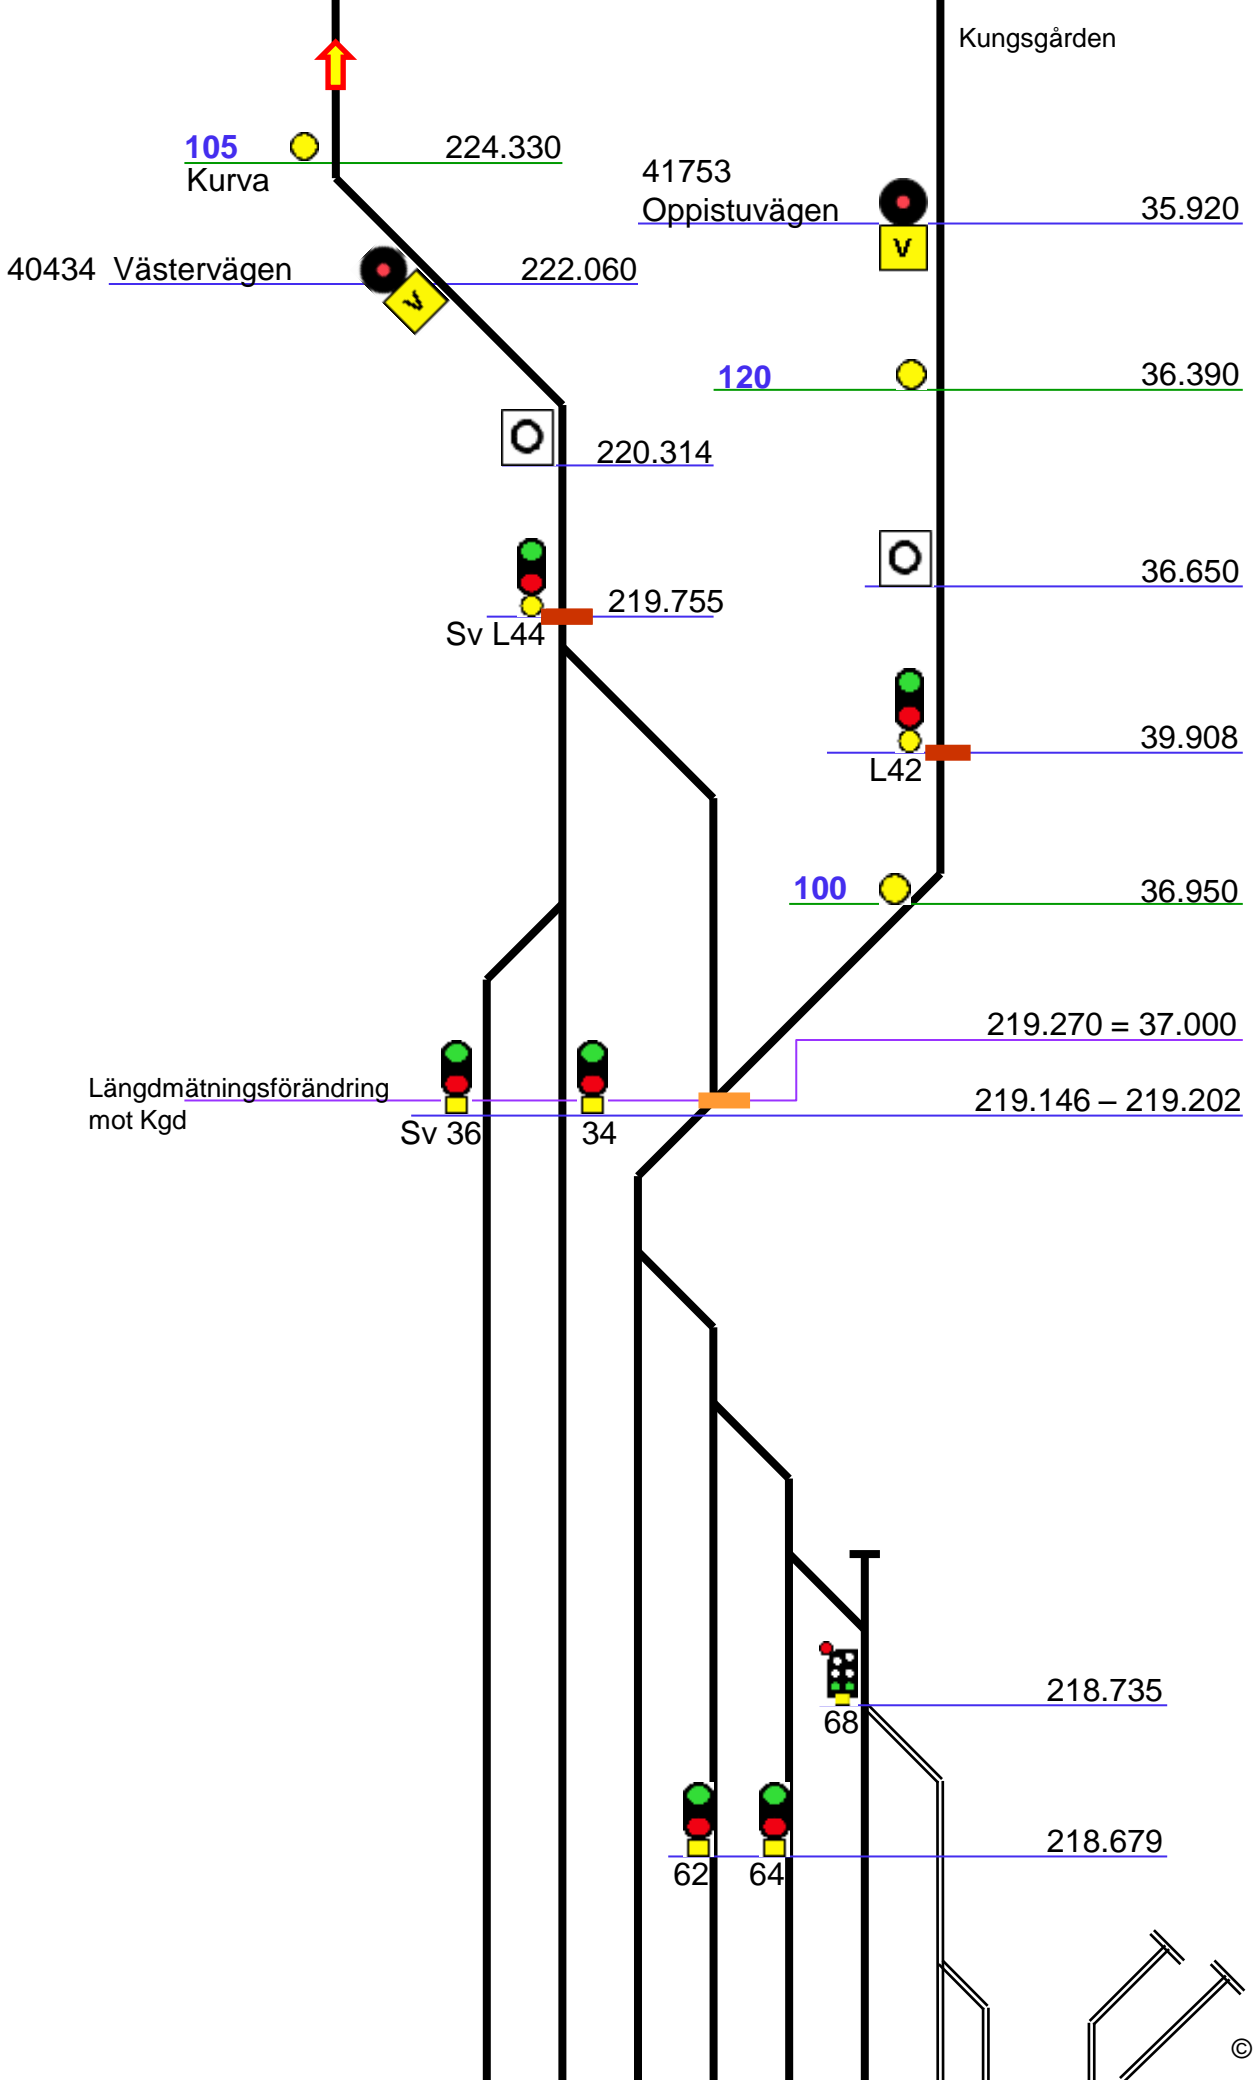 Kungsgården
105
224.330
Kurva
41753
Oppistuvägen
35.920
V
40434 Västervägen
222.060
V
120
36.390
O
220.314
O
36.650
219.755
Sv L44
39.908
L42
100
36.950
219.270 = 37.000
Längdmätningsförändring
mot Kgd
219.146 – 219.202
Sv 36
34
218.735
68
218.679
62
64
©